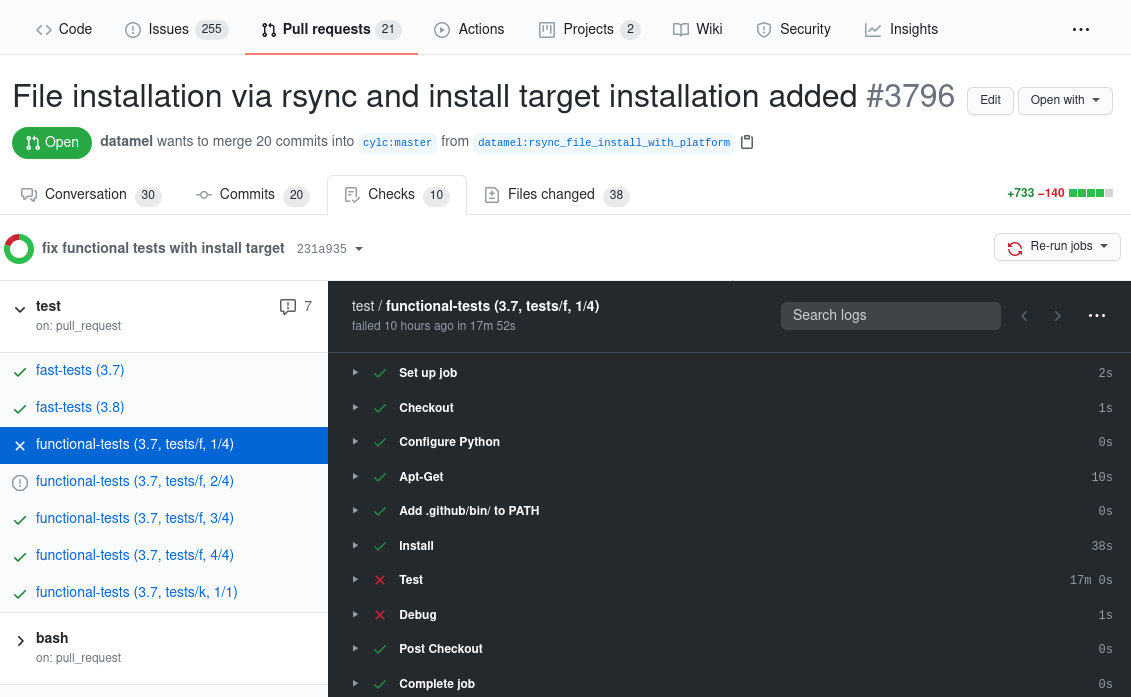 Code Issues 255 Pull requests 21 Actions Projects 2 Wiki Security Insights
File installation via rsync and install target installation added #3796 Edit Open with
Open datamel wants to merge 20 commits into cylc:master from datamel:rsync_file_install_with_platform
Conversation 30 Commits 20 Checks 10 Files changed 38 +733 −140
fix functional tests with install target 231a935 Re-run jobs
test 7
on: pull_request
fast-tests (3.7)
fast-tests (3.8)
functional-tests (3.7, tests/f, 1/4)
functional-tests (3.7, tests/f, 2/4)
functional-tests (3.7, tests/f, 3/4)
functional-tests (3.7, tests/f, 4/4)
functional-tests (3.7, tests/k, 1/1)
bash
on: pull_request
test / functional-tests (3.7, tests/f, 1/4)
failed 10 hours ago in 17m 52s
Search logs
Set up job 2s
Checkout 1s
Configure Python 0s
Apt-Get 10s
Add .github/bin/ to PATH 0s
Install 38s
Test 17m 0s
Debug 1s
Post Checkout 0s
Complete job 0s